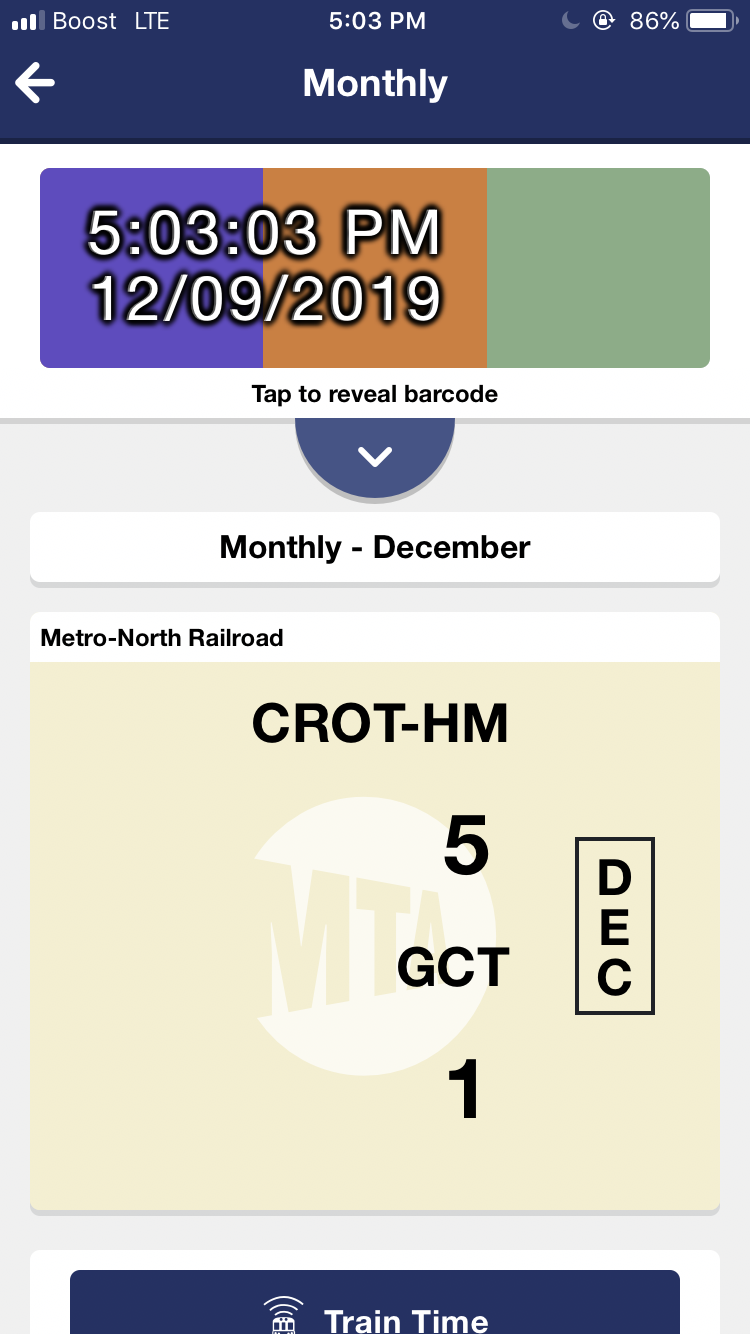 Boost LTE 5:03 PM 86%
Monthly
5:03:03 PM
12/09/2019
Tap to reveal barcode
Monthly - December
Metro-North Railroad
CROT-HM
5
MTA
GCT
1
D
E
C
Train Time